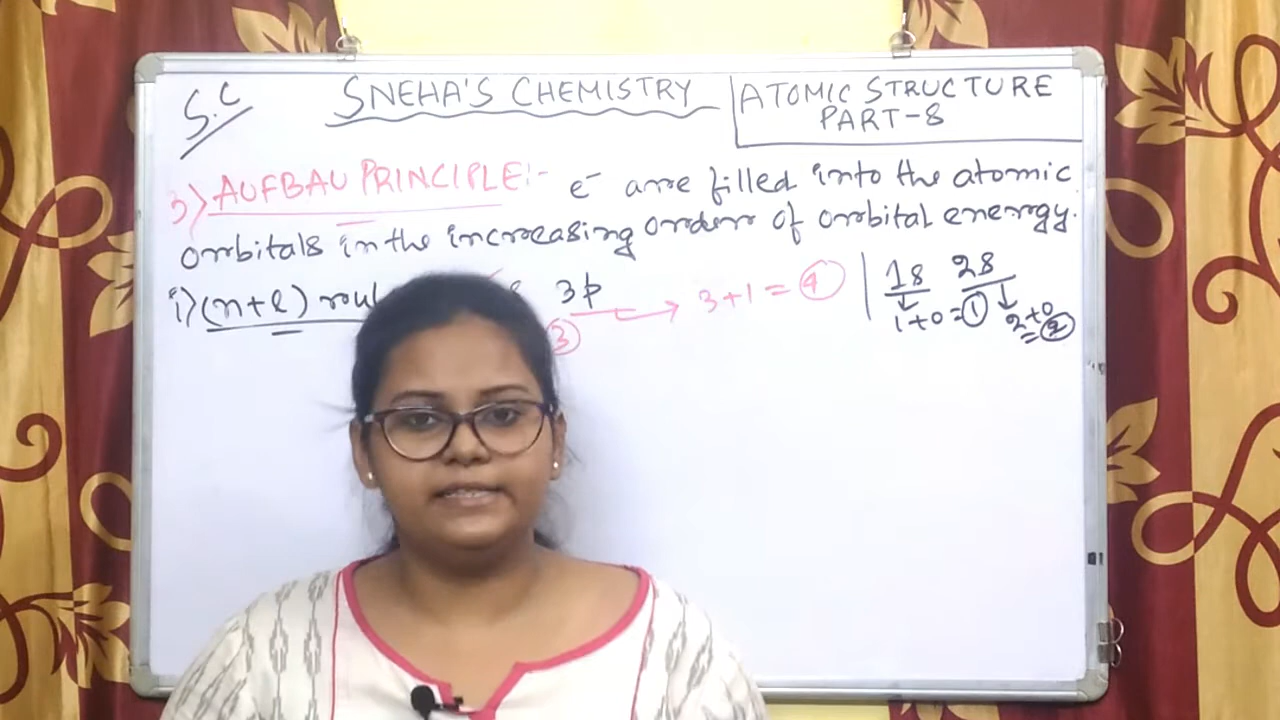 S.C
SNEHA'S CHEMISTRY
ATOMIC STRUCTURE
PART-8
3) AUFBAU PRINCIPLE:- e⁻ are filled into the atomic
orbitals in the increasing order of orbital energy.
i) (n+l) 3p → 3+1 = 4
3
1s 2s
1+0=1
2+0
=2